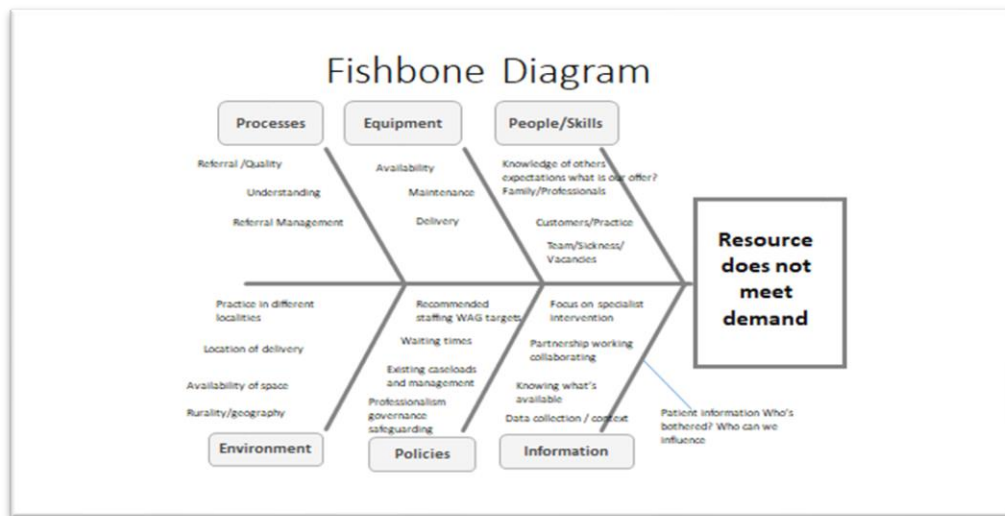 Fishbone Diagram
Processes
Equipment
People/Skills
Referral /Quality
Understanding
Referral Management
Availability
Maintenance
Delivery
Knowledge of others
expectations what is our offer?
Family/Professionals
Customers/Practice
Team/Sickness/
Vacancies
Resource
does not
meet
demand
Practice in different
localities
Location of delivery
Availability of space
Rurality/geography
Recommended
staffing WAG targets
Waiting times
Existing caseloads
and management
Professionalism
governance
safeguarding
Focus on specialist
intervention
Partnership working
collaborating
Knowing what's
available
Data collection / context
Patient information Who's
bothered? Who can we
influence
Environment
Policies
Information